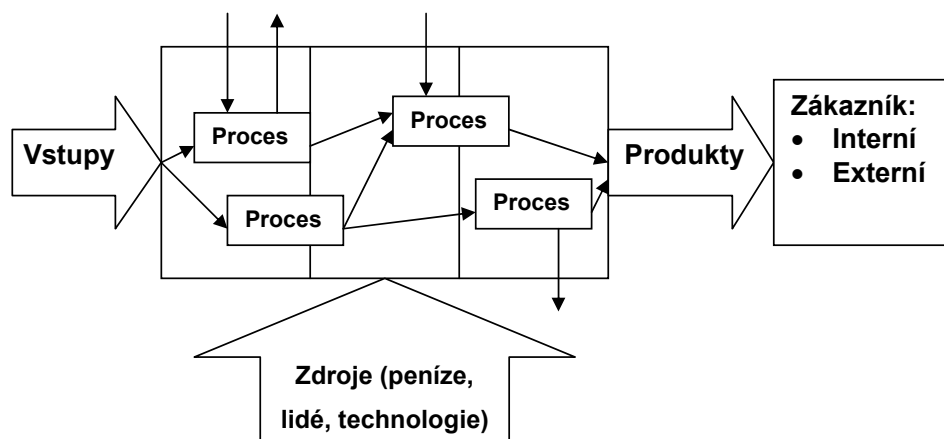 Vstupy
Proces
Proces
Proces
Proces
Produkty
Zákazník:
• Interní
• Externí
Zdroje (peníze,
lidé, technologie)